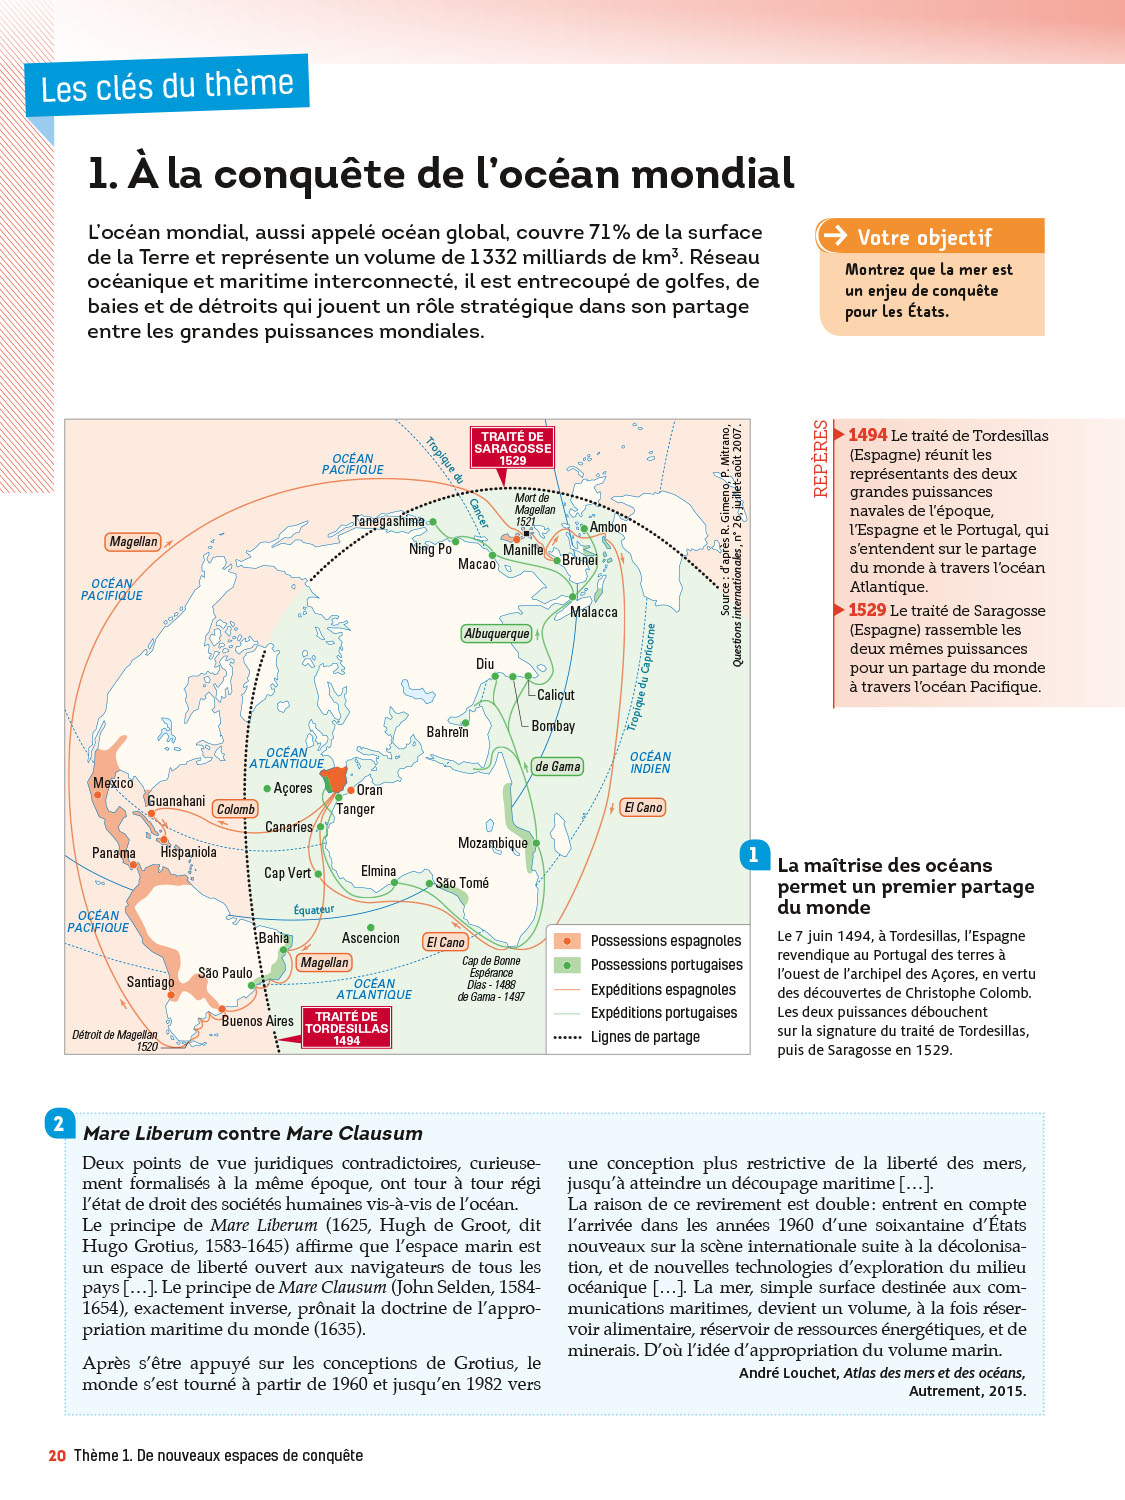 Les clés du thème
1. À la conquête de l'océan mondial
L'océan mondial, aussi appelé océan global, couvre 71 % de la surface
de la Terre et représente un volume de 1 332 milliards de km³. Réseau
océanique et maritime interconnecté, il est entrecoupé de golfes, de
baies et de détroits qui jouent un rôle stratégique dans son partage
entre les grandes puissances mondiales.
Votre objectif
Montrez que la mer est
un enjeu de conquête
pour les États.
TRAITÉ DE
SARAGOSSE
1529
OCÉAN
PACIFIQUE
Tropique du
Cancer
Mort de
Magellan
1521
Tanegashima
Ambon
Magellan
Ning Po
Manille
Macao
Brunei
OCÉAN
PACIFIQUE
Malacca
Albuquerque
Diu
Calicut
Bahreïn
Bombay
Tropique du Capricorne
OCÉAN
ATLANTIQUE
OCÉAN
INDIEN
de Gama
Mexico
Açores
Oran
Guanahani
Colomb
Tanger
El Cano
Canaries
Mozambique
Panama
Hispaniola
Cap Vert
Elmina
São Tomé
OCÉAN
PACIFIQUE
Équateur
Bahia
Ascencion
El Cano
Magellan
Cap de Bonne
Espérance
Dias - 1488
de Gama - 1497
São Paulo
Santiago
OCÉAN
ATLANTIQUE
Buenos Aires
TRAITÉ DE
TORDESILLAS
1494
Détroit de Magellan
1520
Possessions espagnoles
Possessions portugaises
Expéditions espagnoles
Expéditions portugaises
Lignes de partage
Source : d'après R. Gimeno, P. Mitrano,
Questions internationales, n° 26, juillet-août 2007.
REPÈRES
1494 Le traité de Tordesillas
(Espagne) réunit les
représentants des deux
grandes puissances
navales de l'époque,
l'Espagne et le Portugal, qui
s'entendent sur le partage
du monde à travers l'océan
Atlantique.
1529 Le traité de Saragosse
(Espagne) rassemble les
deux mêmes puissances
pour un partage du monde
à travers l'océan Pacifique.
1
La maîtrise des océans
permet un premier partage
du monde
Le 7 juin 1494, à Tordesillas, l'Espagne
revendique au Portugal des terres à
l'ouest de l'archipel des Açores, en vertu
des découvertes de Christophe Colomb.
Les deux puissances débouchent
sur la signature du traité de Tordesillas,
puis de Saragosse en 1529.
2
Mare Liberum contre Mare Clausum
Deux points de vue juridiques contradictoires, curieuse-
ment formalisés à la même époque, ont tour à tour régi
l'état de droit des sociétés humaines vis-à-vis de l'océan.
Le principe de Mare Liberum (1625, Hugh de Groot, dit
Hugo Grotius, 1583-1645) affirme que l'espace marin est
un espace de liberté ouvert aux navigateurs de tous les
pays [...]. Le principe de Mare Clausum (John Selden, 1584-
1654), exactement inverse, prônait la doctrine de l'appro-
priation maritime du monde (1635).
Après s'être appuyé sur les conceptions de Grotius, le
monde s'est tourné à partir de 1960 et jusqu'en 1982 vers
une conception plus restrictive de la liberté des mers,
jusqu'à atteindre un découpage maritime [...].
La raison de ce revirement est double : entrent en compte
l'arrivée dans les années 1960 d'une soixantaine d'États
nouveaux sur la scène internationale suite à la décolonisa-
tion, et de nouvelles technologies d'exploration du milieu
océanique [...]. La mer, simple surface destinée aux com-
munications maritimes, devient un volume, à la fois réser-
voir alimentaire, réservoir de ressources énergétiques, et de
minerais. D'où l'idée d'appropriation du volume marin.
André Louchet, Atlas des mers et des océans,
Autrement, 2015.
20 Thème 1. De nouveaux espaces de conquête